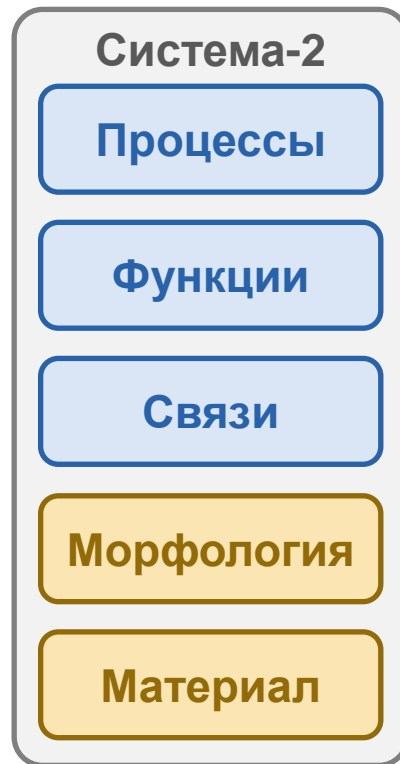 Система-2
Процессы
Функции
Связи
Морфология
Материал